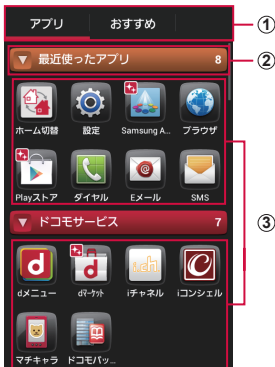 アプリ おすすめ ①
最近使ったアプリ 8 ②
ホーム切替 設定 Samsung A... ブラウザ
Playストア ダイヤル Eメール SMS
③
ドコモサービス 7
dメニュー dマーケット iチャネル iコンシェル
マチキャラ ドコモバッ...